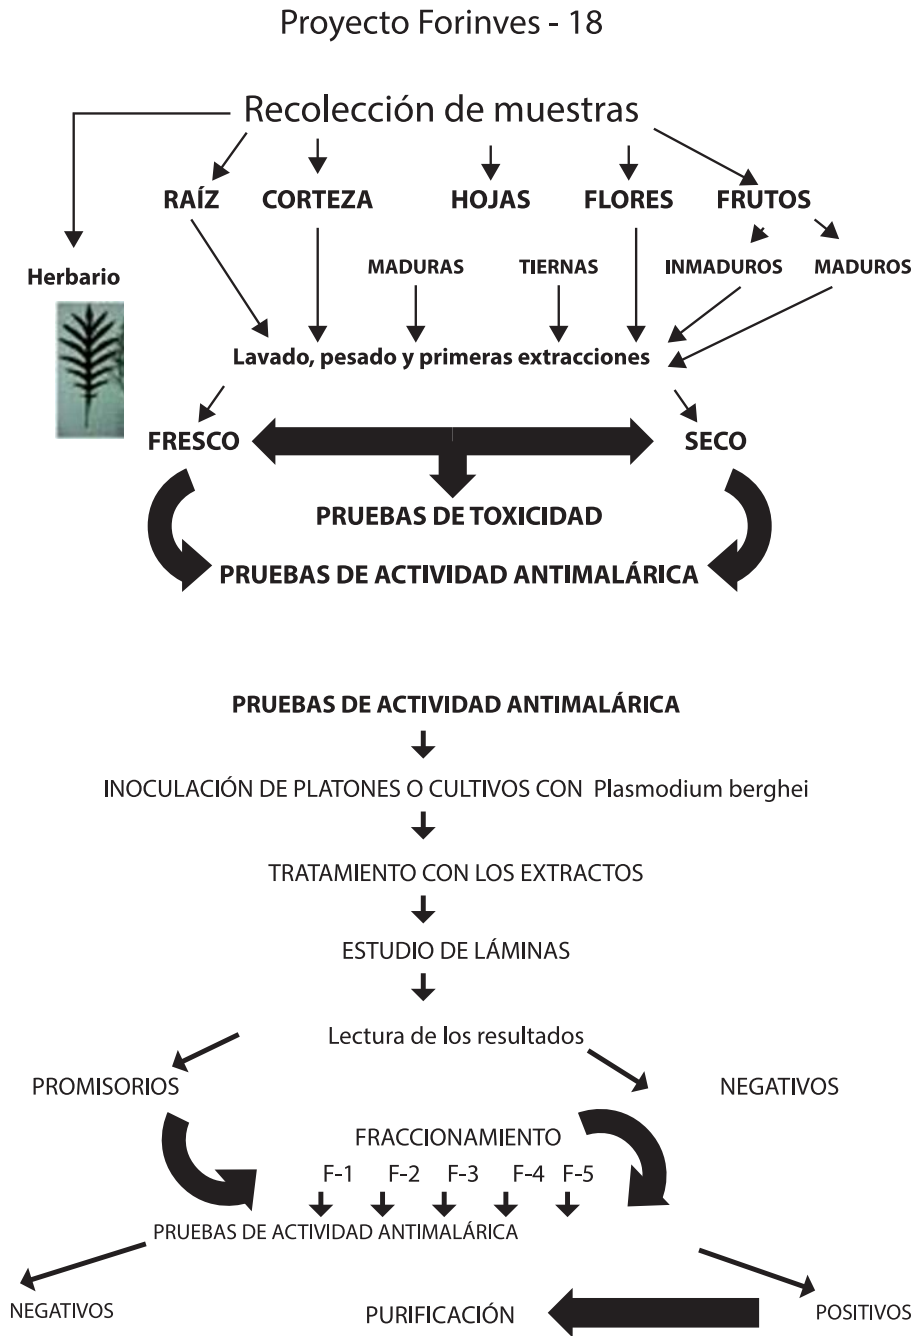 Proyecto Forinves - 18
Recolección de muestras
RAÍZ CORTEZA HOJAS FLORES FRUTOS
Herbario MADURAS TIERNAS INMADUROS MADUROS
Lavado, pesado y primeras extracciones
FRESCO SECO
PRUEBAS DE TOXICIDAD
PRUEBAS DE ACTIVIDAD ANTIMALÁRICA
PRUEBAS DE ACTIVIDAD ANTIMALÁRICA
INOCULACIÓN DE PLATONES O CULTIVOS CON Plasmodium berghei
TRATAMIENTO CON LOS EXTRACTOS
ESTUDIO DE LÁMINAS
Lectura de los resultados
PROMISORIOS NEGATIVOS
FRACCIONAMIENTO
F-1 F-2 F-3 F-4 F-5
PRUEBAS DE ACTIVIDAD ANTIMALÁRICA
NEGATIVOS PURIFICACIÓN POSITIVOS